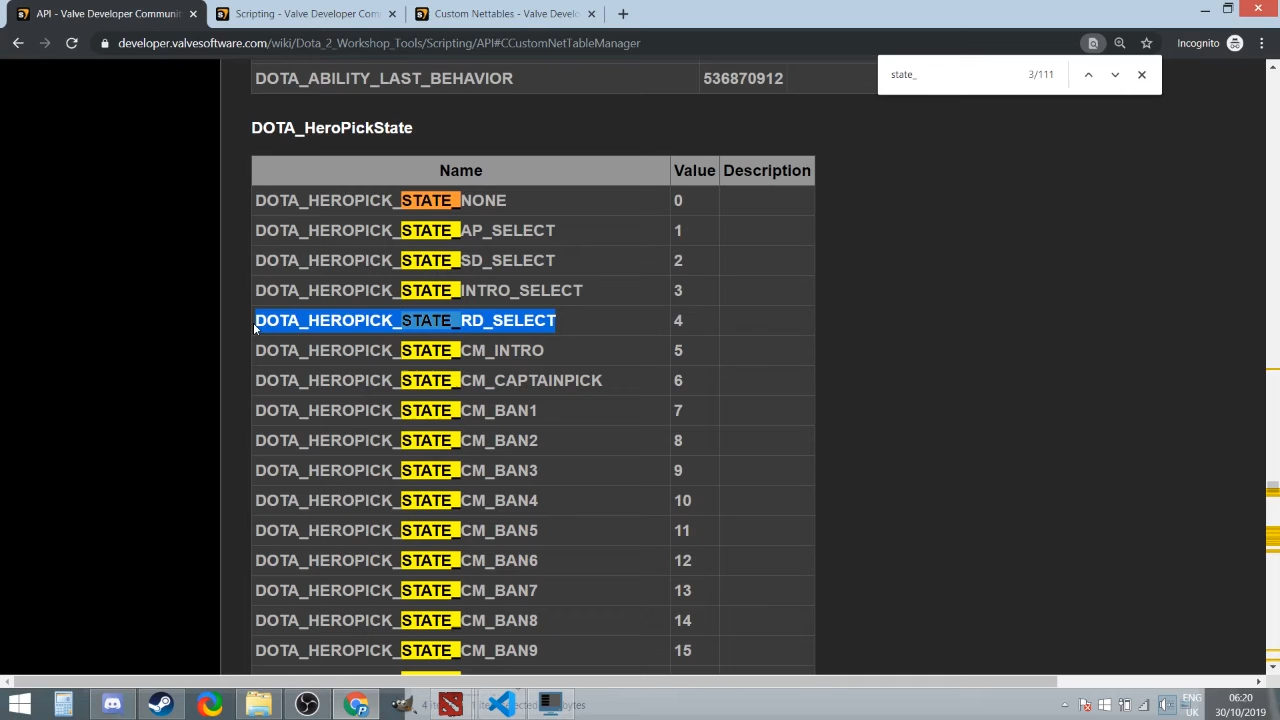 API - Valve Developer Communit
Scripting - Valve Developer Com
Custom Nettables - Valve Develo
developer.valvesoftware.com/wiki/Dota_2_Workshop_Tools/Scripting/API#CCustomNetTableManager
Incognito
state_ 3/111
DOTA_ABILITY_LAST_BEHAVIOR 536870912
DOTA_HeroPickState
Name Value Description
DOTA_HEROPICK_STATE_NONE 0
DOTA_HEROPICK_STATE_AP_SELECT 1
DOTA_HEROPICK_STATE_SD_SELECT 2
DOTA_HEROPICK_STATE_INTRO_SELECT 3
DOTA_HEROPICK_STATE_RD_SELECT 4
DOTA_HEROPICK_STATE_CM_INTRO 5
DOTA_HEROPICK_STATE_CM_CAPTAINPICK 6
DOTA_HEROPICK_STATE_CM_BAN1 7
DOTA_HEROPICK_STATE_CM_BAN2 8
DOTA_HEROPICK_STATE_CM_BAN3 9
DOTA_HEROPICK_STATE_CM_BAN4 10
DOTA_HEROPICK_STATE_CM_BAN5 11
DOTA_HEROPICK_STATE_CM_BAN6 12
DOTA_HEROPICK_STATE_CM_BAN7 13
DOTA_HEROPICK_STATE_CM_BAN8 14
DOTA_HEROPICK_STATE_CM_BAN9 15
ENG 06:20
UK 30/10/2019